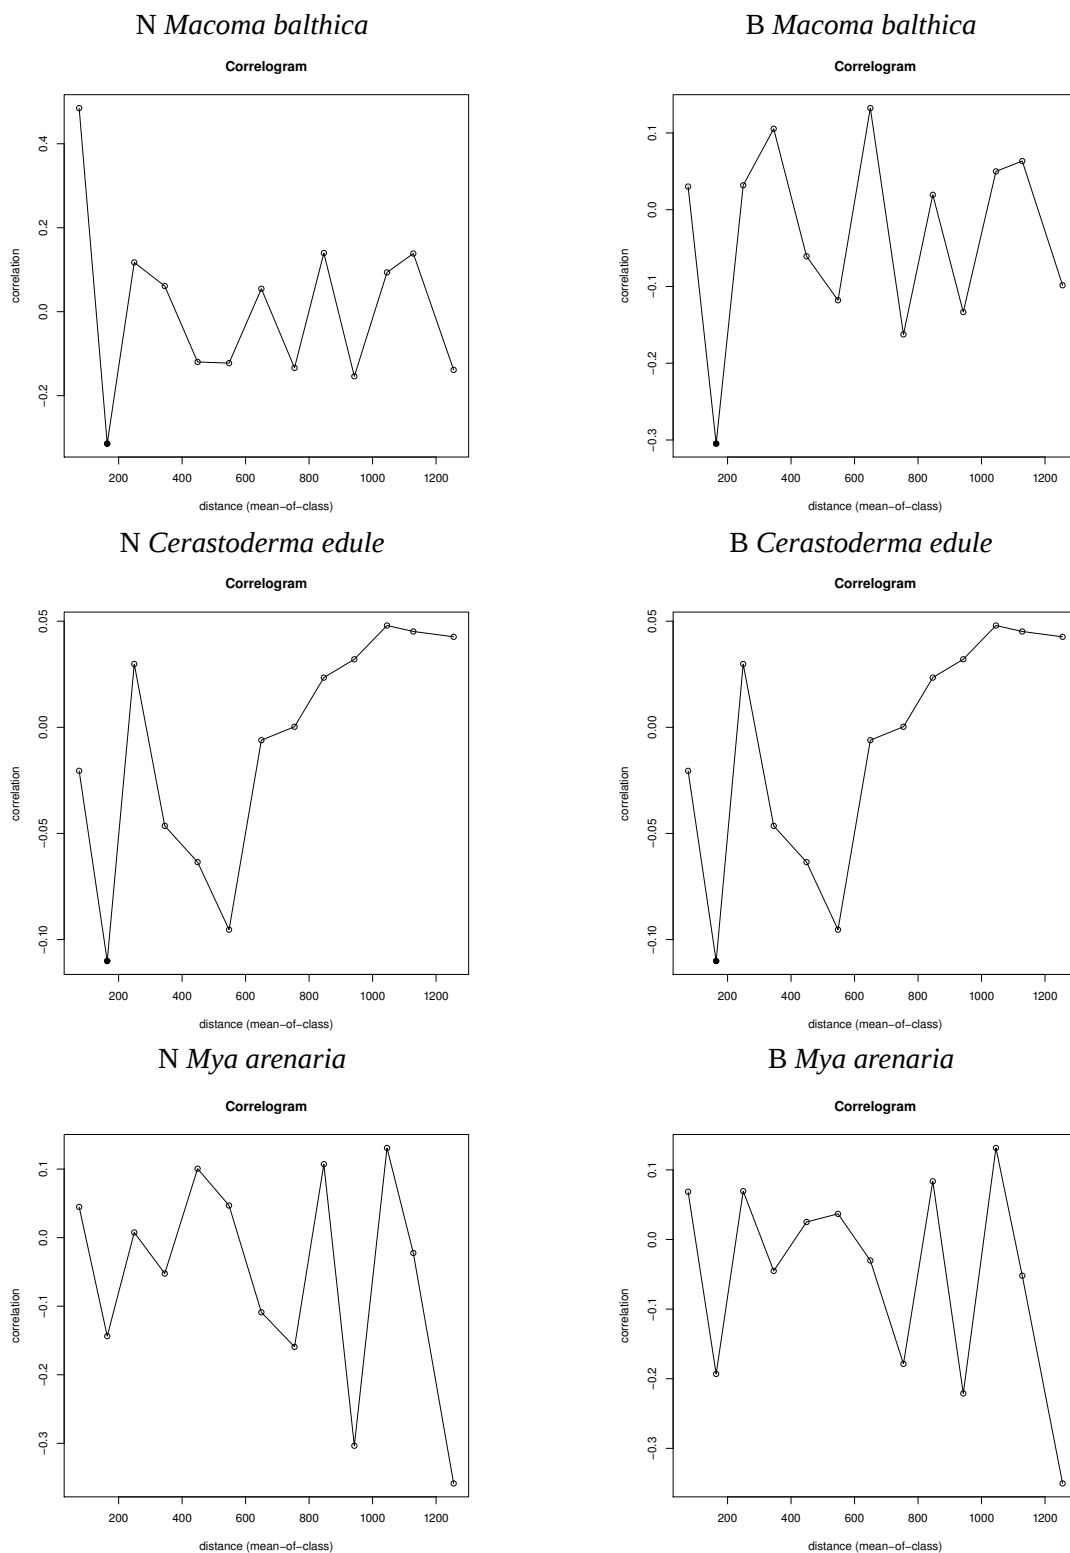 N Macoma balthica
Correlogram
0.4
0.2
0.0
−0.2
correlation
200 400 600 800 1000 1200
distance (mean−of−class)
B Macoma balthica
Correlogram
0.1
0.0
−0.1
−0.2
−0.3
correlation
200 400 600 800 1000 1200
distance (mean−of−class)
N Cerastoderma edule
Correlogram
0.05
0.00
−0.05
−0.10
correlation
200 400 600 800 1000 1200
distance (mean−of−class)
B Cerastoderma edule
Correlogram
0.05
0.00
−0.05
−0.10
correlation
200 400 600 800 1000 1200
distance (mean−of−class)
N Mya arenaria
Correlogram
0.1
0.0
−0.1
−0.2
−0.3
correlation
200 400 600 800 1000 1200
distance (mean−of−class)
B Mya arenaria
Correlogram
0.1
0.0
−0.1
−0.2
−0.3
correlation
200 400 600 800 1000 1200
distance (mean−of−class)